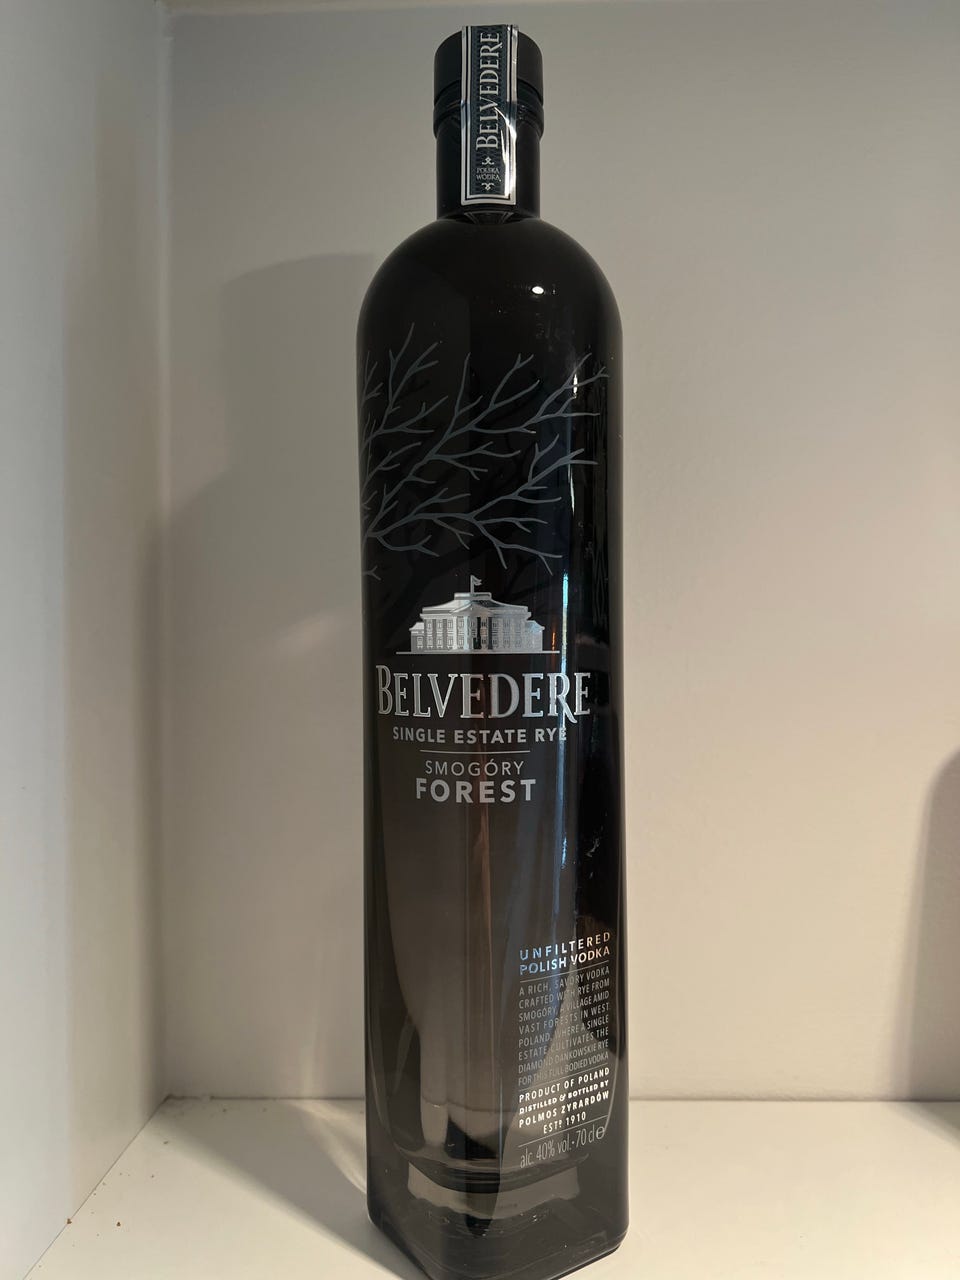 BELVEDERE
POLSKA
WÓDKA
BELVEDERE
SINGLE ESTATE RYE
SMOGÓRY
FOREST
UNFILTERED
POLISH VODKA
A RICH, SAVORY VODKA
CRAFTED WITH RYE FROM
SMOGÓRY, A VILLAGE AMID
VAST FORESTS IN WEST
POLAND, WHERE A SINGLE
ESTATE CULTIVATES THE
DIAMOND DANKOWSKIE RYE
FOR THIS FULL-BODIED VODKA
PRODUCT OF POLAND
DISTILLED & BOTTLED BY
POLMOS ŻYRARDÓW
ESTD 1910
alc. 40% vol. • 70 cl ℮